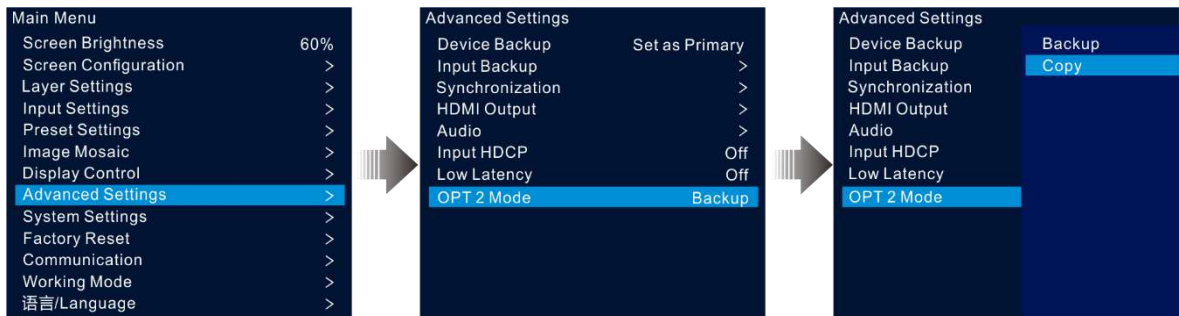 Main Menu
Screen Brightness 60%
Screen Configuration >
Layer Settings >
Input Settings >
Preset Settings >
Image Mosaic >
Display Control >
Advanced Settings >
System Settings >
Factory Reset >
Communication >
Working Mode >
语言/Language >
Advanced Settings
Device Backup Set as Primary
Input Backup >
Synchronization >
HDMI Output >
Audio >
Input HDCP Off
Low Latency Off
OPT 2 Mode Backup
Advanced Settings
Device Backup Backup
Input Backup Copy
Synchronization
HDMI Output
Audio
Input HDCP
Low Latency
OPT 2 Mode